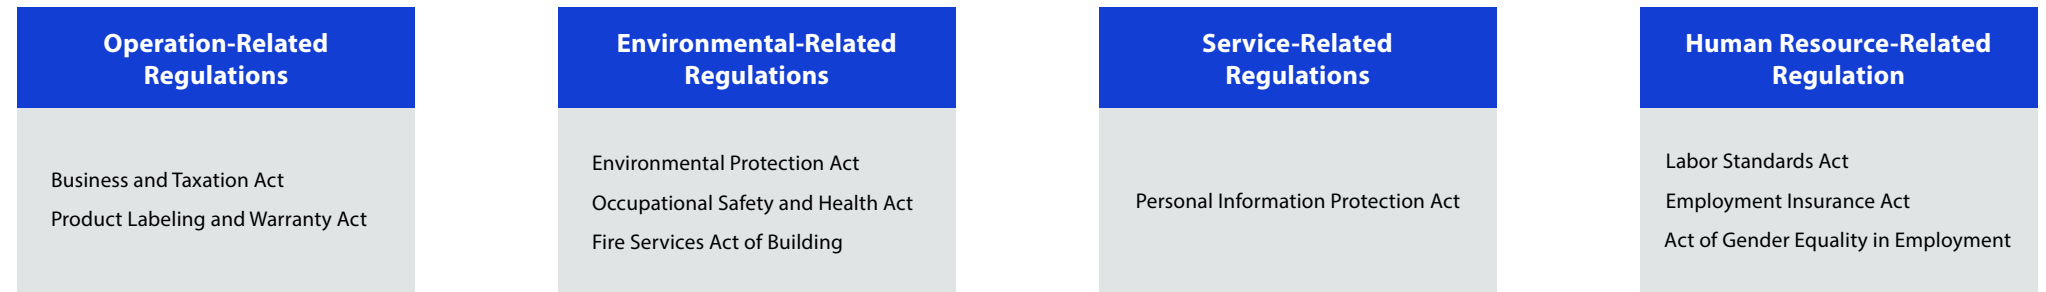 Operation-Related
Regulations
Business and Taxation Act
Product Labeling and Warranty Act
Environmental-Related
Regulations
Environmental Protection Act
Occupational Safety and Health Act
Fire Services Act of Building
Service-Related
Regulations
Personal Information Protection Act
Human Resource-Related
Regulation
Labor Standards Act
Employment Insurance Act
Act of Gender Equality in Employment